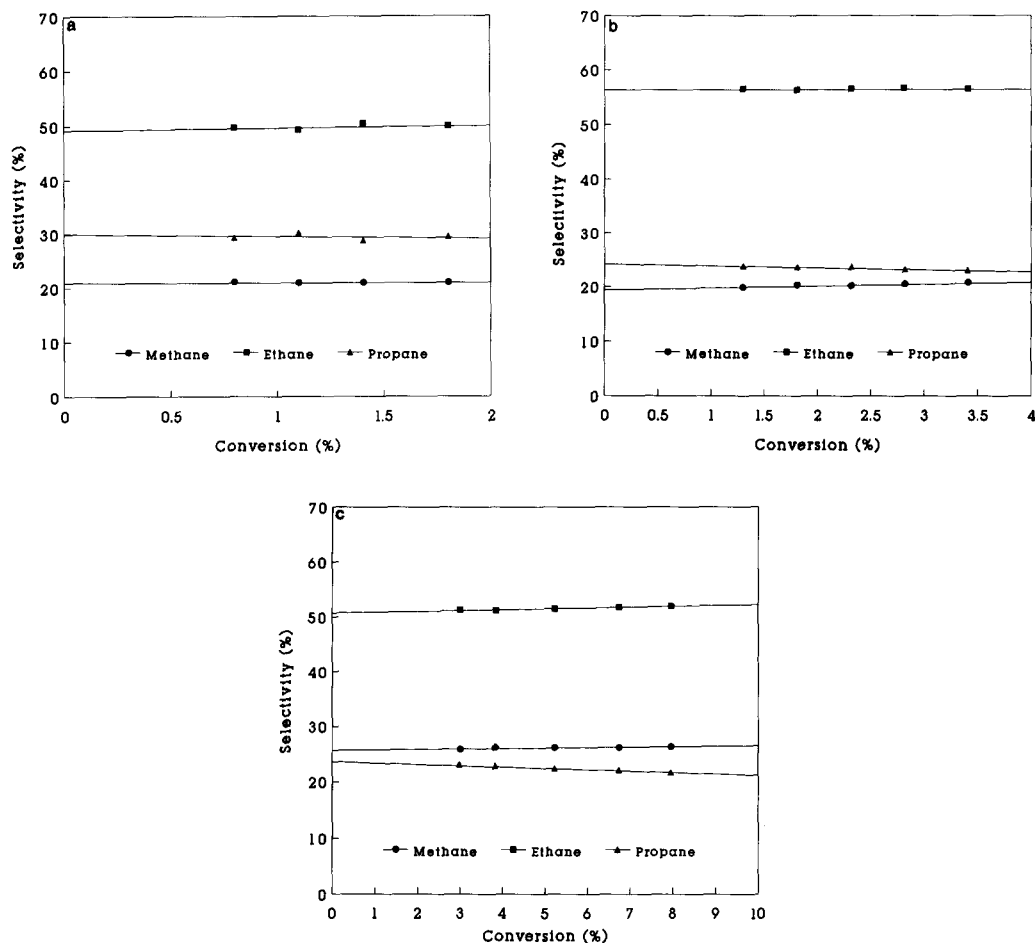 a
70
60
50
40
30
20
10
0
Selectivity (%)
Methane Ethane Propane
0 0.5 1 1.5 2
Conversion (%)
b
70
60
50
40
30
20
10
0
Selectivity (%)
Methane Ethane Propane
0 0.5 1 1.5 2 2.5 3 3.5 4
Conversion (%)
c
70
60
50
40
30
20
10
0
Selectivity (%)
Methane Ethane Propane
0 1 2 3 4 5 6 7 8 9 10
Conversion (%)